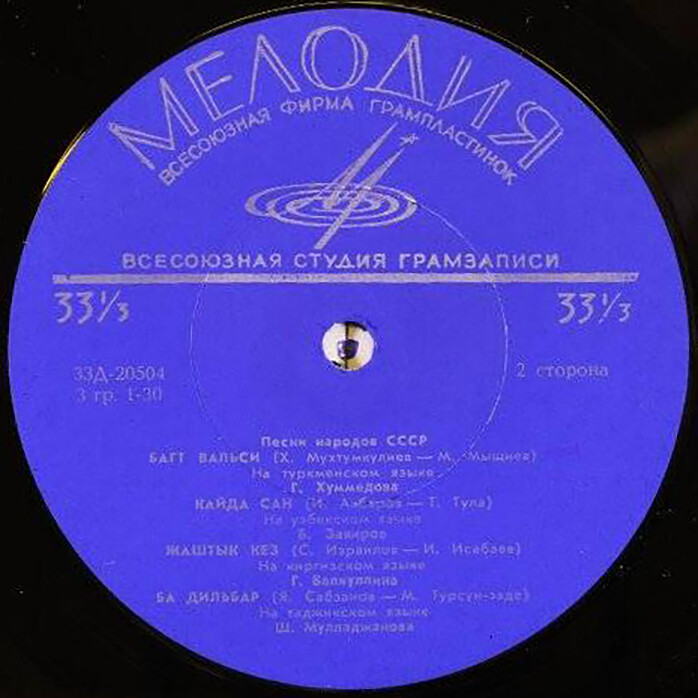 МЕЛОДИЯ
ВСЕСОЮЗНАЯ ФИРМА ГРАМПЛАСТИНОК
ВСЕСОЮЗНАЯ СТУДИЯ ГРАМЗАПИСИ
33⅓ 33⅓
33Д-20504
3 гр. 1-30
2 сторона
Песни народов СССР
БАГТ ВАЛЬСИ (Х. Мухтумкулиев — М. Мыщиев)
На туркменском языке
Г. Хуммедова
КАЙДА САН (И. Акбаров — Т. Тула)
На узбекском языке
Б. Закиров
ЖАШТЫК КЕЗ (С. Израилов — И. Исабаев)
На киргизском языке
Г. Валиуллина
БА ДИЛЬБАР (Я. Сабзанов — М. Турсун-заде)
На таджикском языке
Ш. Мулладжанова